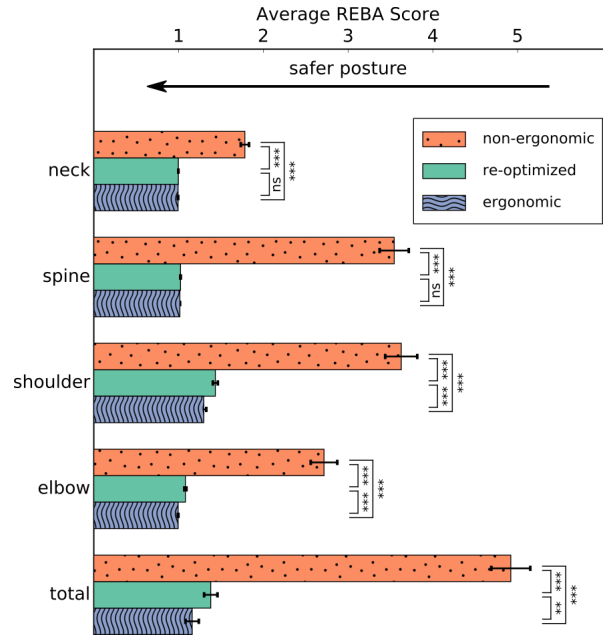 Average REBA Score
1 2 3 4 5
safer posture
non-ergonomic
re-optimized
ergonomic
neck
***
ns
***
spine
***
ns
***
shoulder
***
***
***
elbow
***
***
***
total
***
**
***